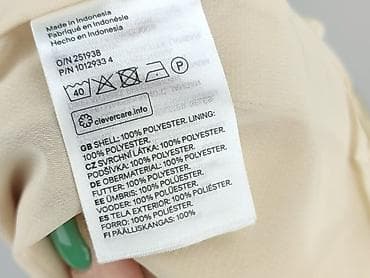 Made in Indonesia
Fabriqué en Indonésie
Hecho en Indonesia
O/N 251938
P/N 1012933 4
40
P
clevercare.info
GB SHELL: 100% POLYESTER. LINING:
100% POLYESTER.
CZ SVRCHNÍ LÁTKA: 100% POLYESTER.
PODŠÍVKA: 100% POLYESTER.
DE OBERMATERIAL: 100% POLYESTER.
FUTTER: 100% POLYESTER.
EE ÜMBRIS: 100% POLÜESTER.
VOODER: 100% POLÜESTER.
ES TELA EXTERIOR: 100% POLIÉSTER.
FORRO: 100% POLIÉSTER.
FI PÄÄLLISKANGAS: 100%